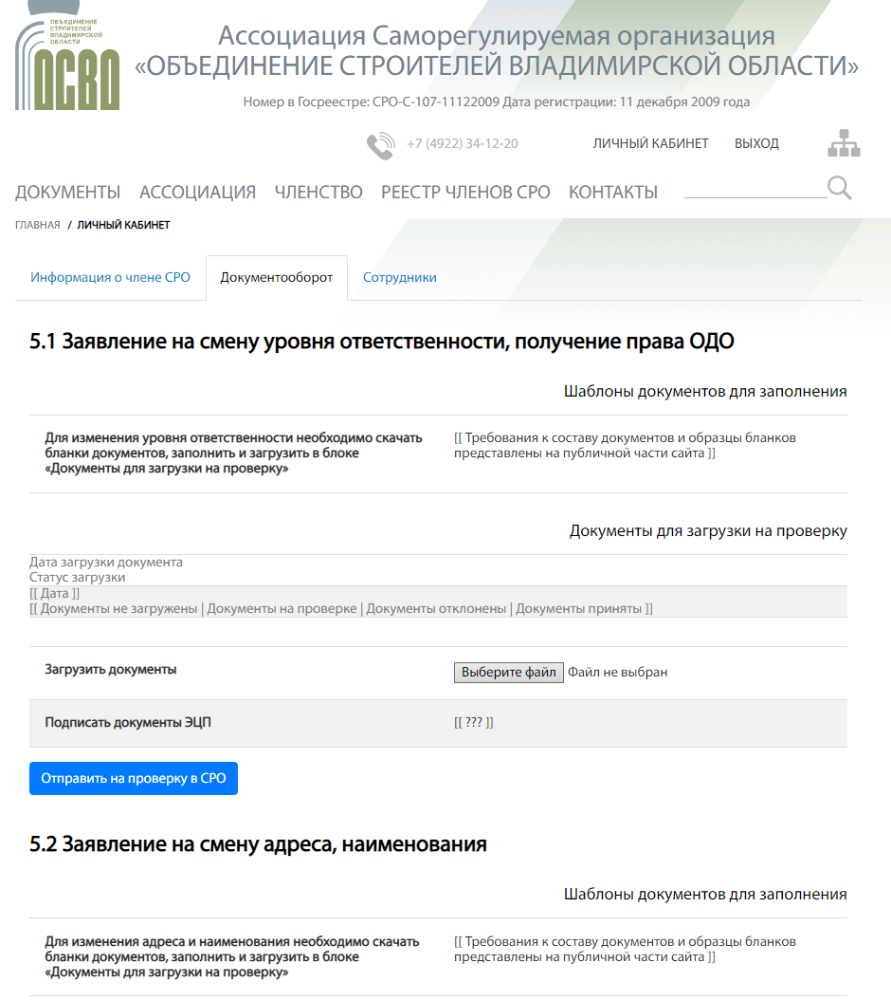 ОБЪЕДИНЕНИЕ
СТРОИТЕЛЕЙ
ВЛАДИМИРСКОЙ
ОБЛАСТИ
ОСВО
Ассоциация Саморегулируемая организация
«ОБЪЕДИНЕНИЕ СТРОИТЕЛЕЙ ВЛАДИМИРСКОЙ ОБЛАСТИ»
Номер в Госреестре: СРО-С-107-11122009 Дата регистрации: 11 декабря 2009 года
+7 (4922) 34-12-20
ЛИЧНЫЙ КАБИНЕТ
ВЫХОД
ДОКУМЕНТЫ АССОЦИАЦИЯ ЧЛЕНСТВО РЕЕСТР ЧЛЕНОВ СРО КОНТАКТЫ
ГЛАВНАЯ / ЛИЧНЫЙ КАБИНЕТ
Информация о члене СРО
Документооборот
Сотрудники
5.1 Заявление на смену уровня ответственности, получение права ОДО
Шаблоны документов для заполнения
Для изменения уровня ответственности необходимо скачать
бланки документов, заполнить и загрузить в блоке
«Документы для загрузки на проверку»
[[ Требования к составу документов и образцы бланков
представлены на публичной части сайта ]]
Документы для загрузки на проверку
Дата загрузки документа
Статус загрузки
[[ Дата ]]
[[ Документы не загружены | Документы на проверке | Документы отклонены | Документы приняты ]]
Загрузить документы
Выберите файл Файл не выбран
Подписать документы ЭЦП
[[ ??? ]]
Отправить на проверку в СРО
5.2 Заявление на смену адреса, наименования
Шаблоны документов для заполнения
Для изменения адреса и наименования необходимо скачать
бланки документов, заполнить и загрузить в блоке
«Документы для загрузки на проверку»
[[ Требования к составу документов и образцы бланков
представлены на публичной части сайта ]]